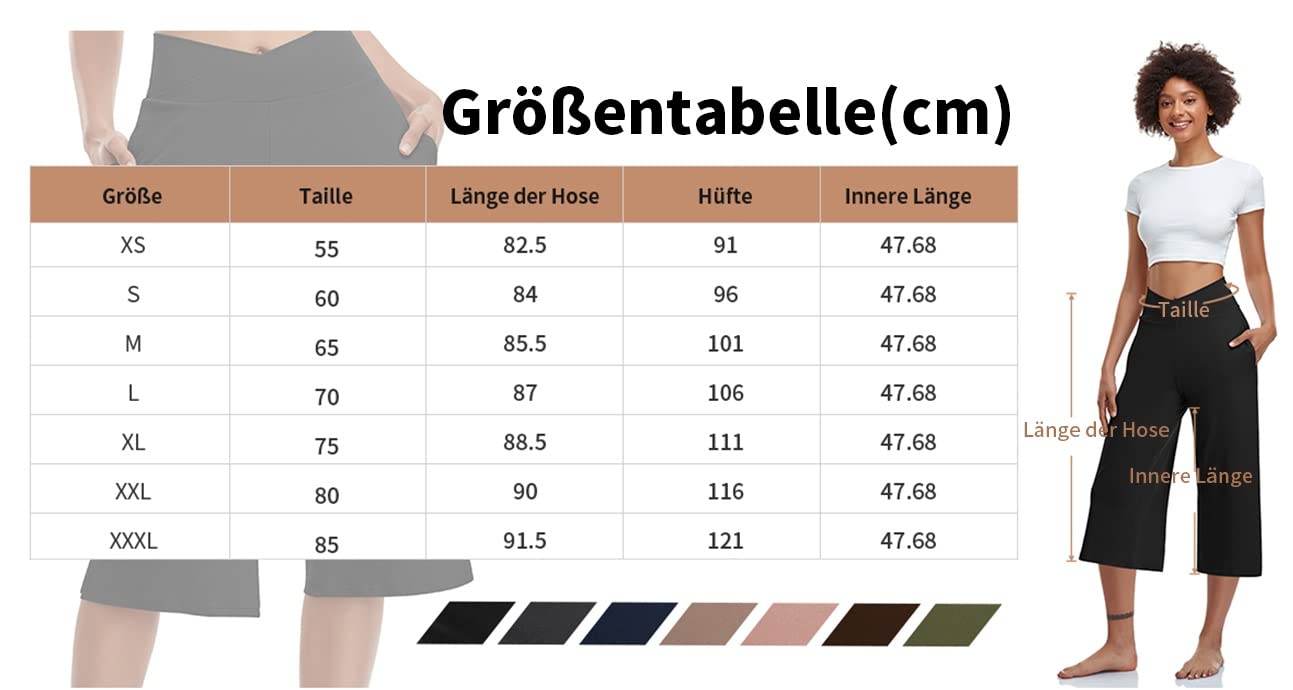 Größentabelle(cm)
Größe Taille Länge der Hose Hüfte Innere Länge
XS 55 82.5 91 47.68
S 60 84 96 47.68
M 65 85.5 101 47.68
L 70 87 106 47.68
XL 75 88.5 111 47.68
XXL 80 90 116 47.68
XXXL 85 91.5 121 47.68
Taille
Länge der Hose
Innere Länge